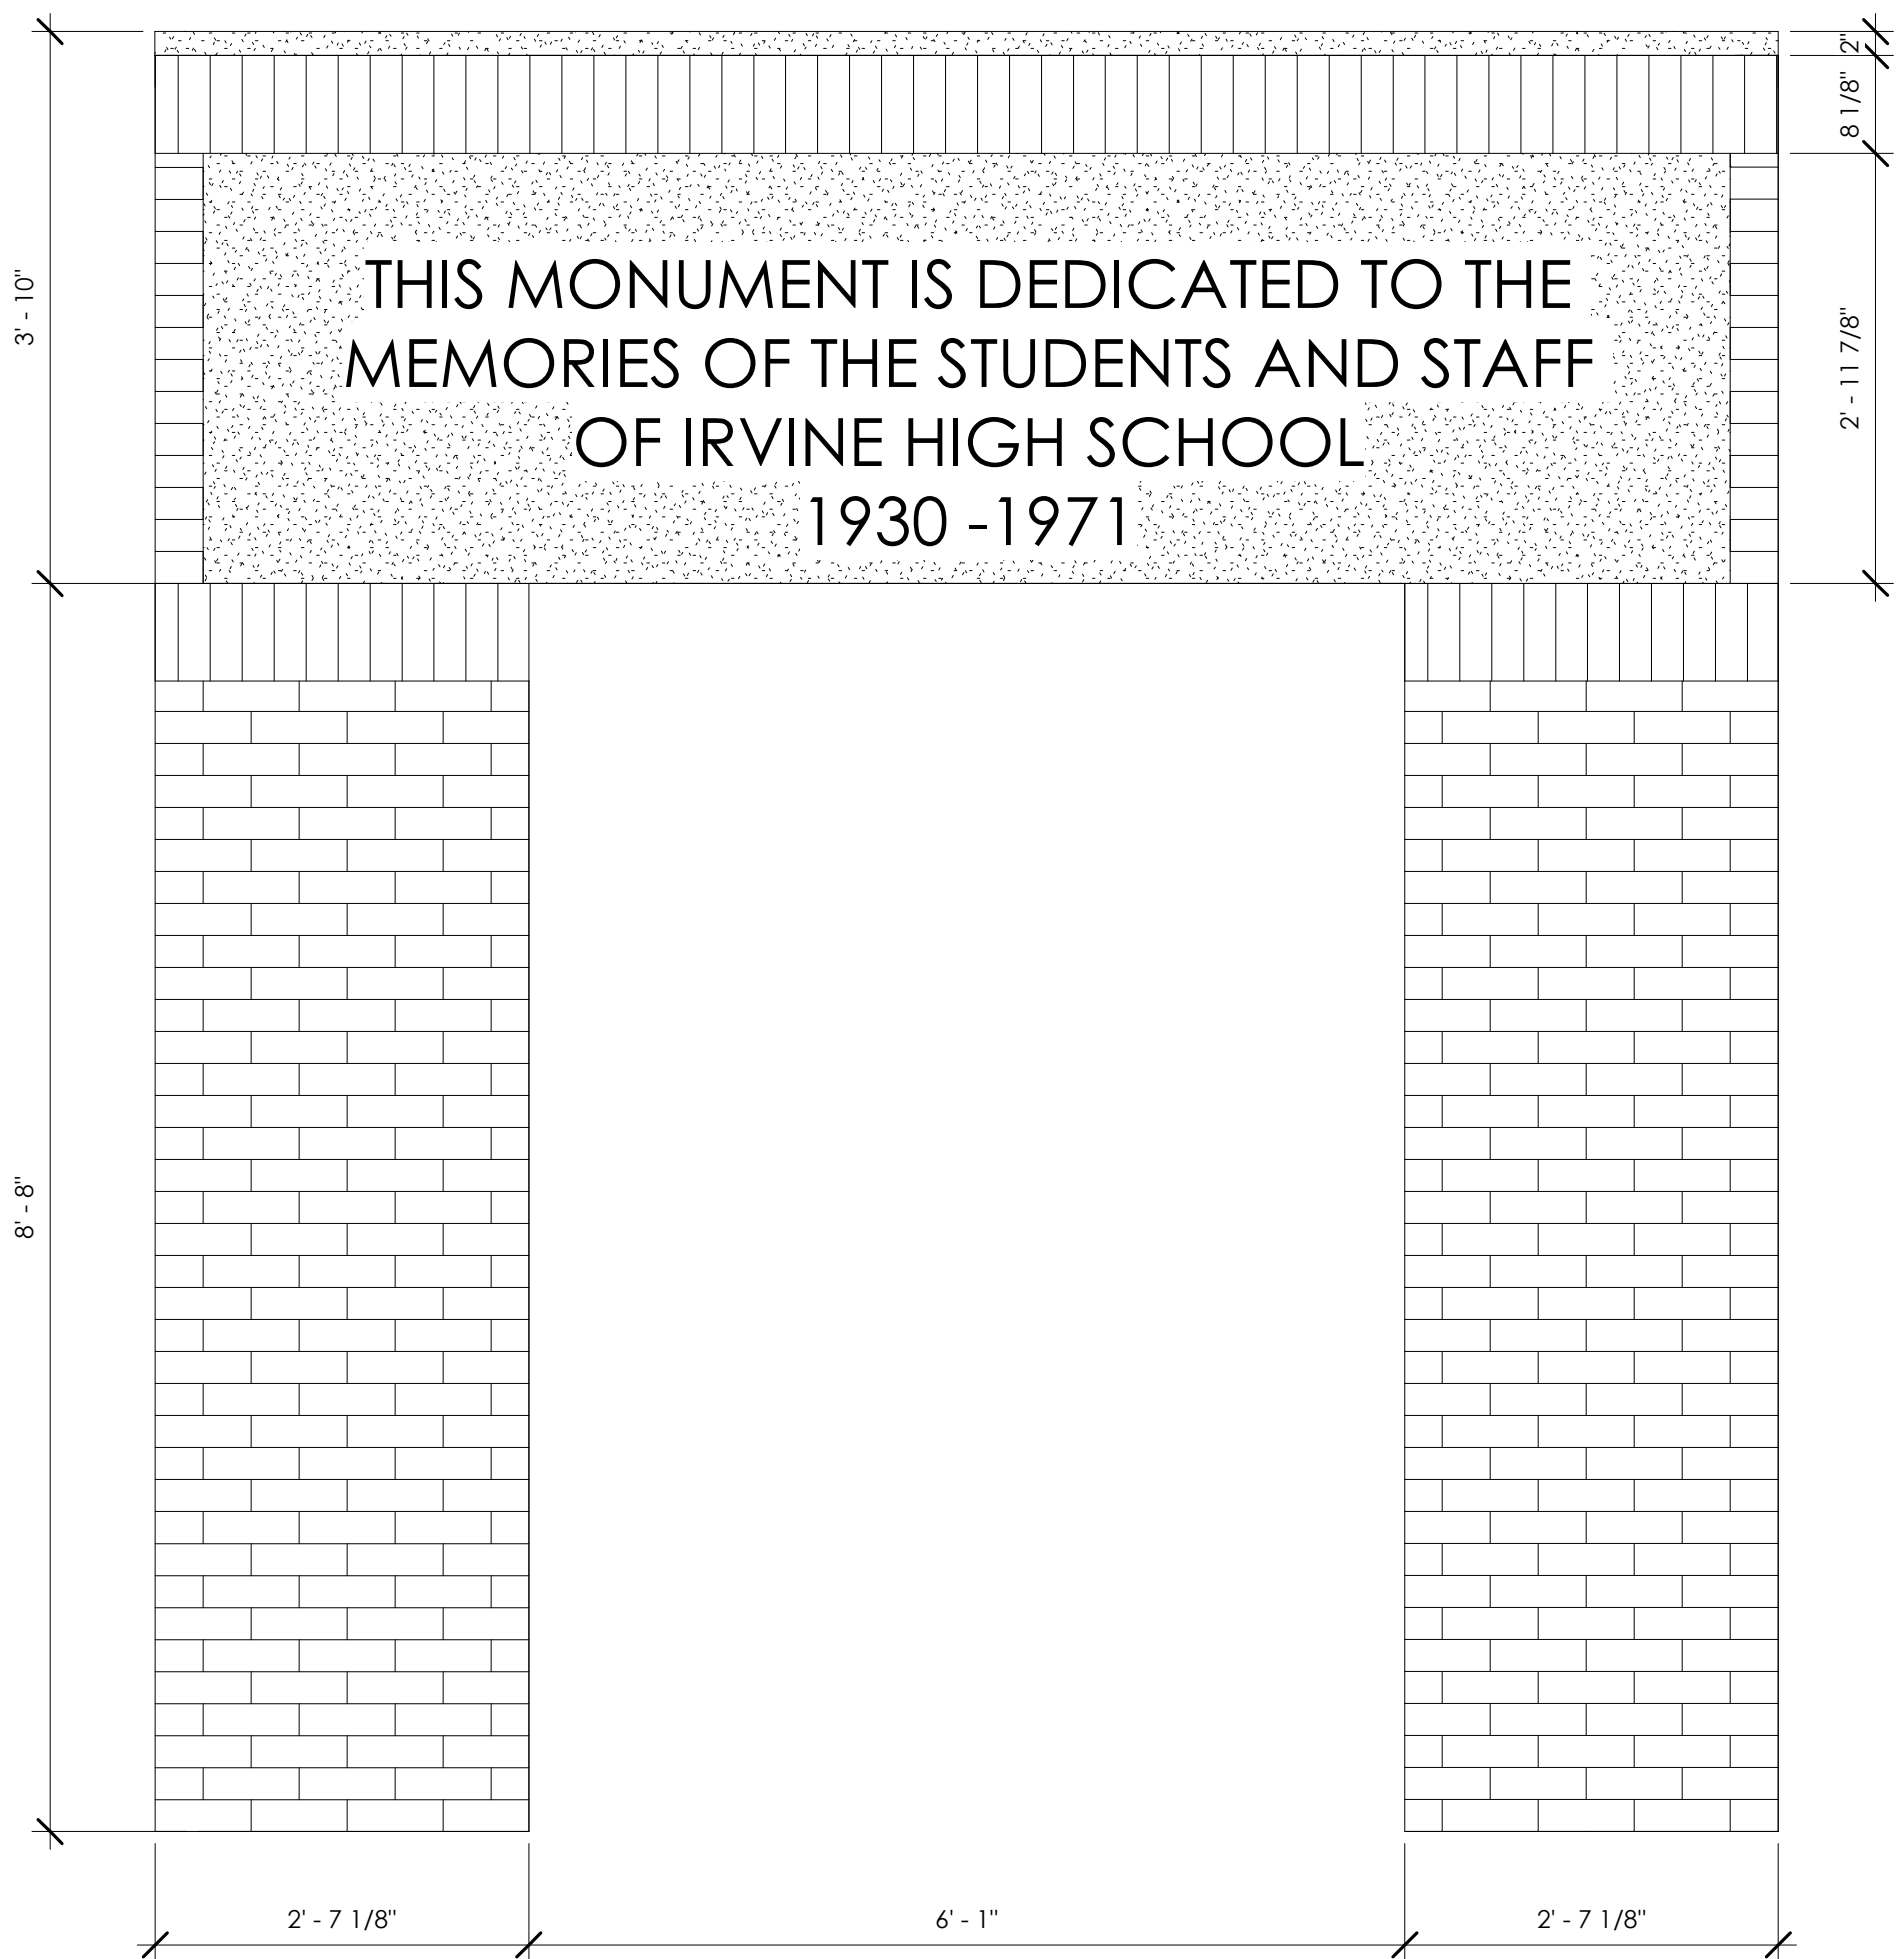 2"
8 1/8"
3' - 10"
2' - 11 7/8"
THIS MONUMENT IS DEDICATED TO THE
MEMORIES OF THE STUDENTS AND STAFF
OF IRVINE HIGH SCHOOL
1930 -1971
8' - 8"
2' - 7 1/8"
6' - 1"
2' - 7 1/8"